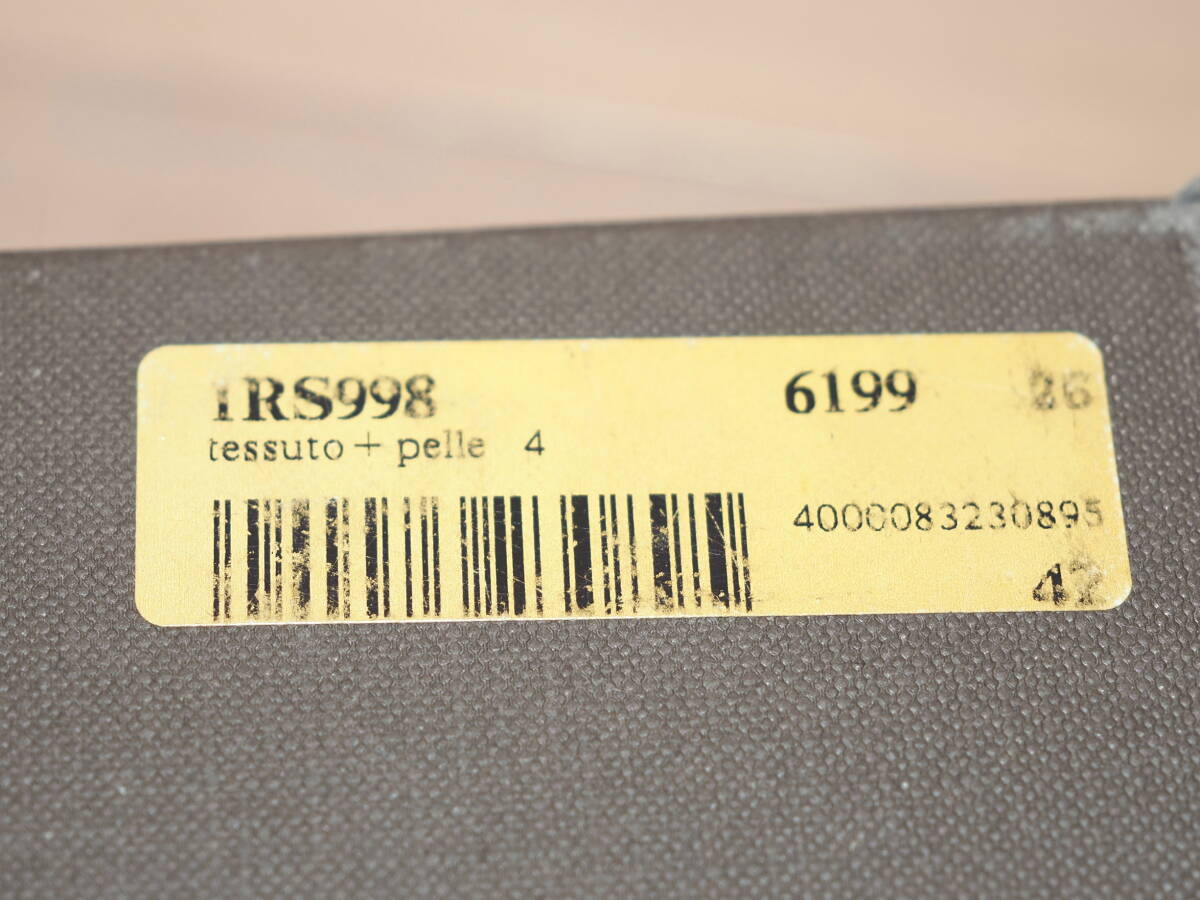 1RS998 6199 26
tessuto + pelle 4
4000083230895
42